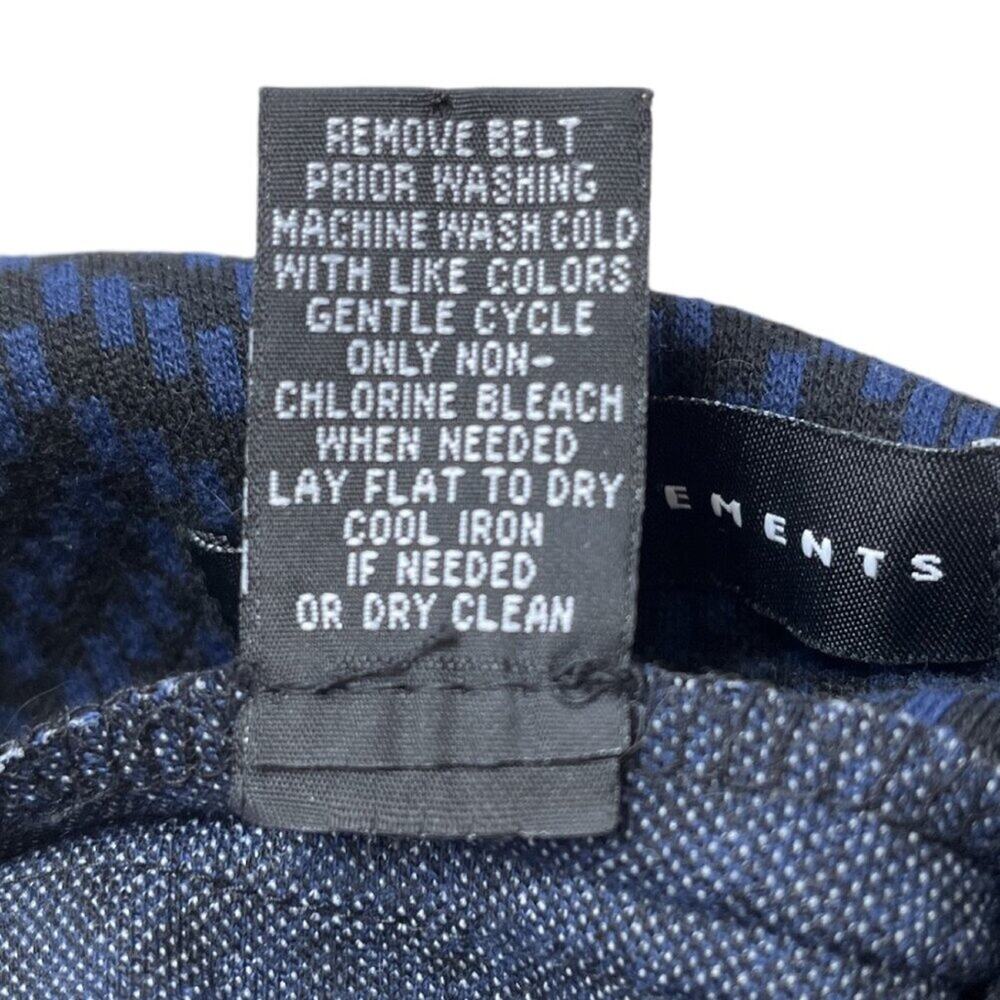 REMOVE BELT
PRIOR WASHING
MACHINE WASH COLD
WITH LIKE COLORS
GENTLE CYCLE
ONLY NON-
CHLORINE BLEACH
WHEN NEEDED
LAY FLAT TO DRY
COOL IRON
IF NEEDED
OR DRY CLEAN
EMENTS